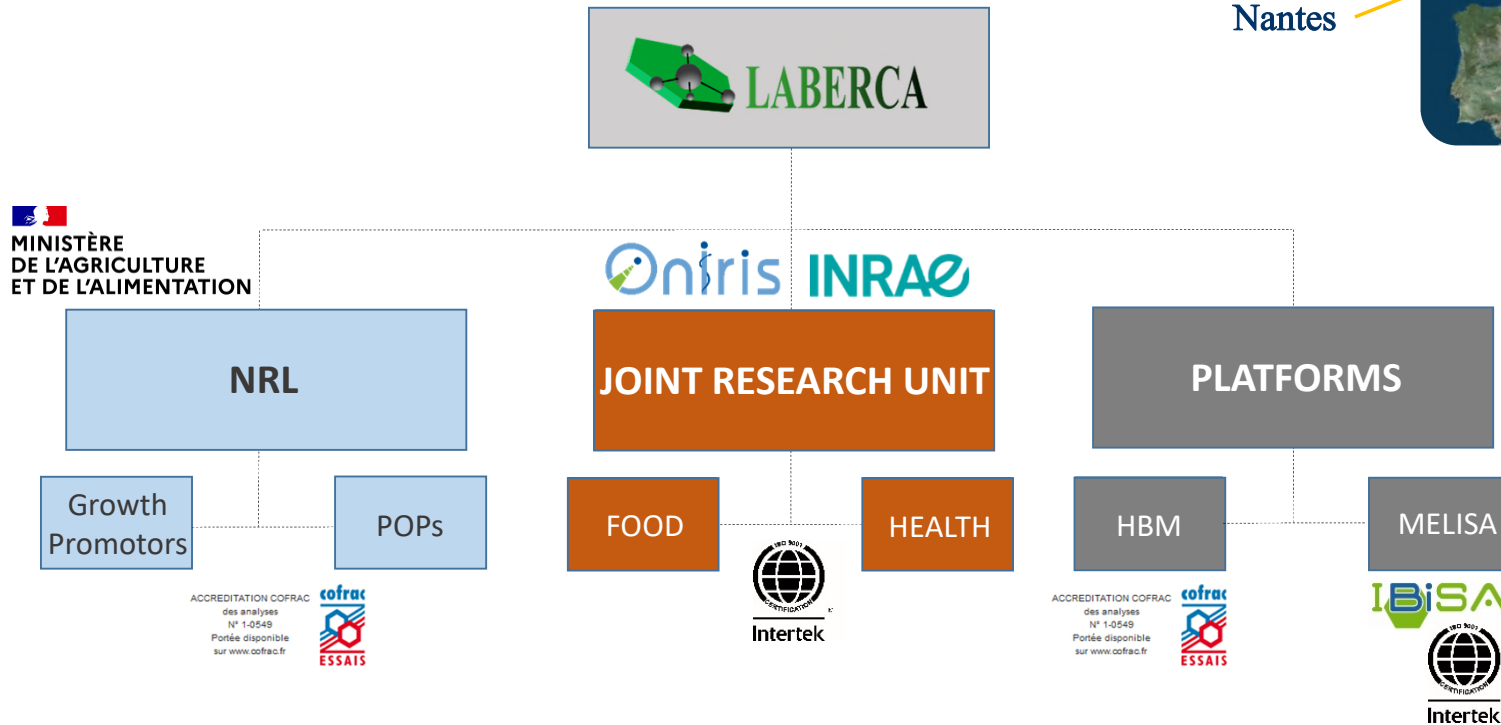 Nantes
LABERCA
MINISTÈRE
DE L'AGRICULTURE
ET DE L'ALIMENTATION
Oniris INRAE
NRL
JOINT RESEARCH UNIT
PLATFORMS
Growth
Promotors
POPs
FOOD
HEALTH
HBM
MELISA
ACCREDITATION COFRAC
des analyses
N° 1-0549
Portée disponible
sur www.cofrac.fr
cofrac
ESSAIS
ISO 9001
CERTIFICATION
Intertek
ACCREDITATION COFRAC
des analyses
N° 1-0549
Portée disponible
sur www.cofrac.fr
cofrac
ESSAIS
IBiSA
ISO 9001
CERTIFICATION
Intertek